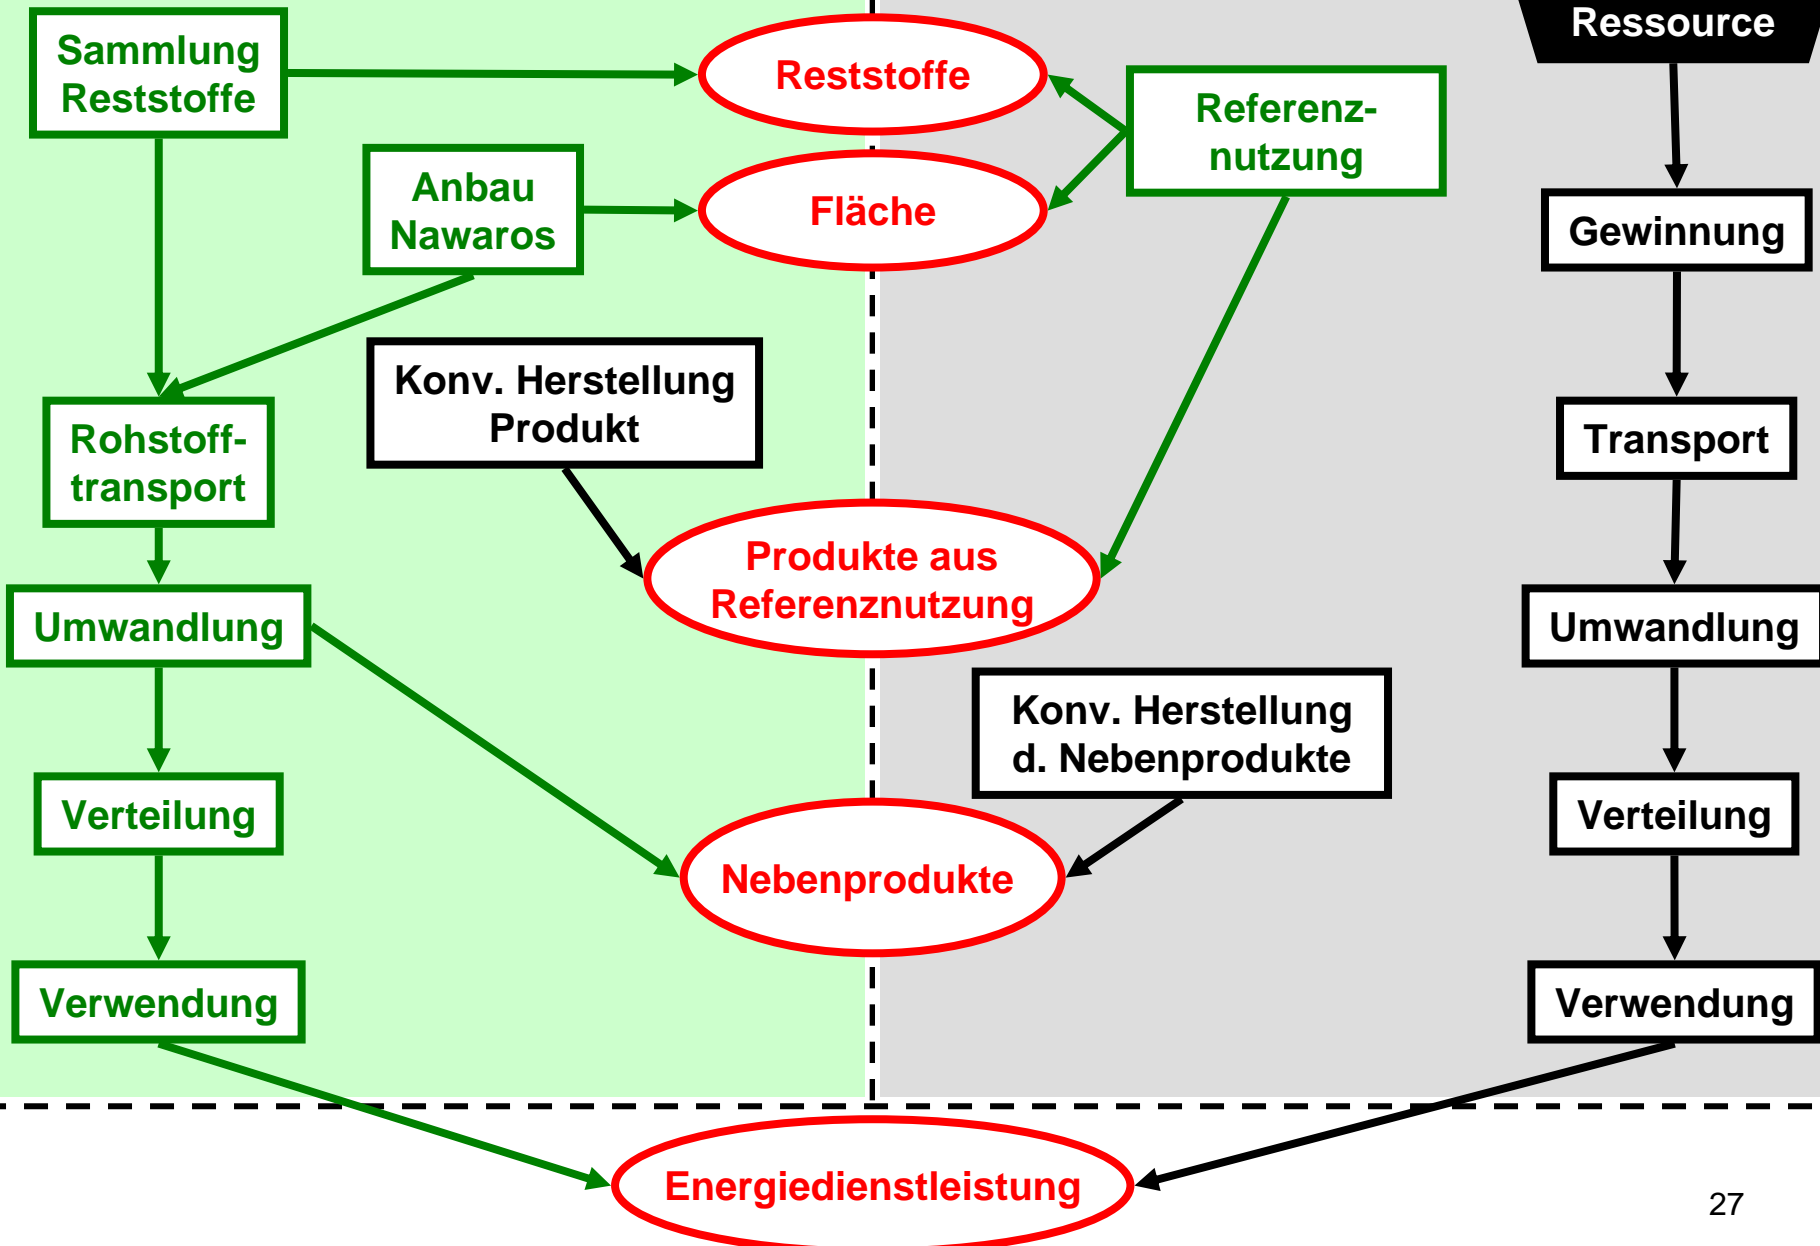 Ressource
Sammlung
Reststoffe
Reststoffe
Referenz-
nutzung
Anbau
Nawaros
Fläche
Gewinnung
Konv. Herstellung
Produkt
Rohstoff-
transport
Transport
Produkte aus
Referenznutzung
Umwandlung
Umwandlung
Konv. Herstellung
d. Nebenprodukte
Verteilung
Verteilung
Nebenprodukte
Verwendung
Verwendung
Energiedienstleistung
27